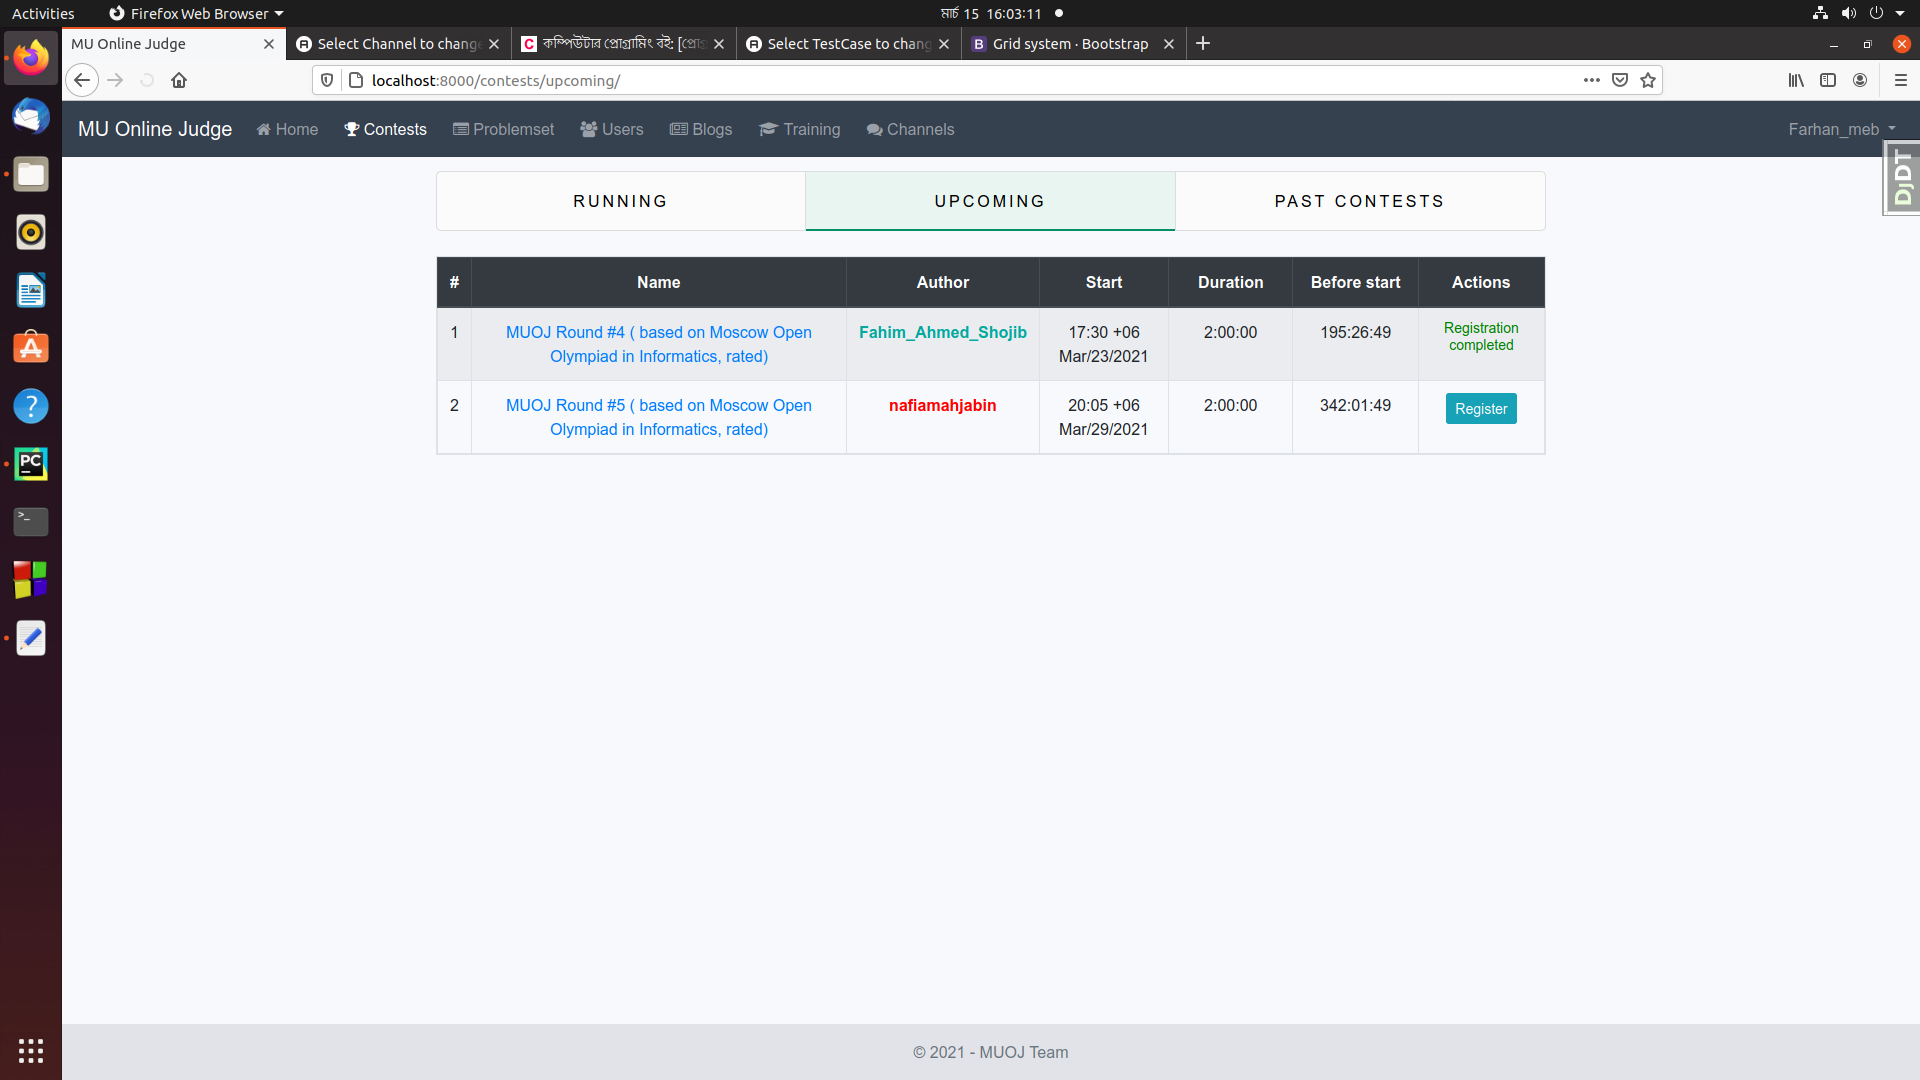 Activities Firefox Web Browser মার্চ 15 16:03:11
MU Online Judge Select Channel to change কম্পিউটার প্রোগ্রামিং বই: [প্রোগ্র Select TestCase to chang Grid system · Bootstrap
localhost:8000/contests/upcoming/
MU Online Judge Home Contests Problemset Users Blogs Training Channels Farhan_meb
DjDT
RUNNING UPCOMING PAST CONTESTS
# Name Author Start Duration Before start Actions
1 MUOJ Round #4 ( based on Moscow Open Fahim_Ahmed_Shojib 17:30 +06 2:00:00 195:26:49 Registration
Olympiad in Informatics, rated) Mar/23/2021 completed
2 MUOJ Round #5 ( based on Moscow Open nafiamahjabin 20:05 +06 2:00:00 342:01:49 Register
Olympiad in Informatics, rated) Mar/29/2021
PC
© 2021 - MUOJ Team